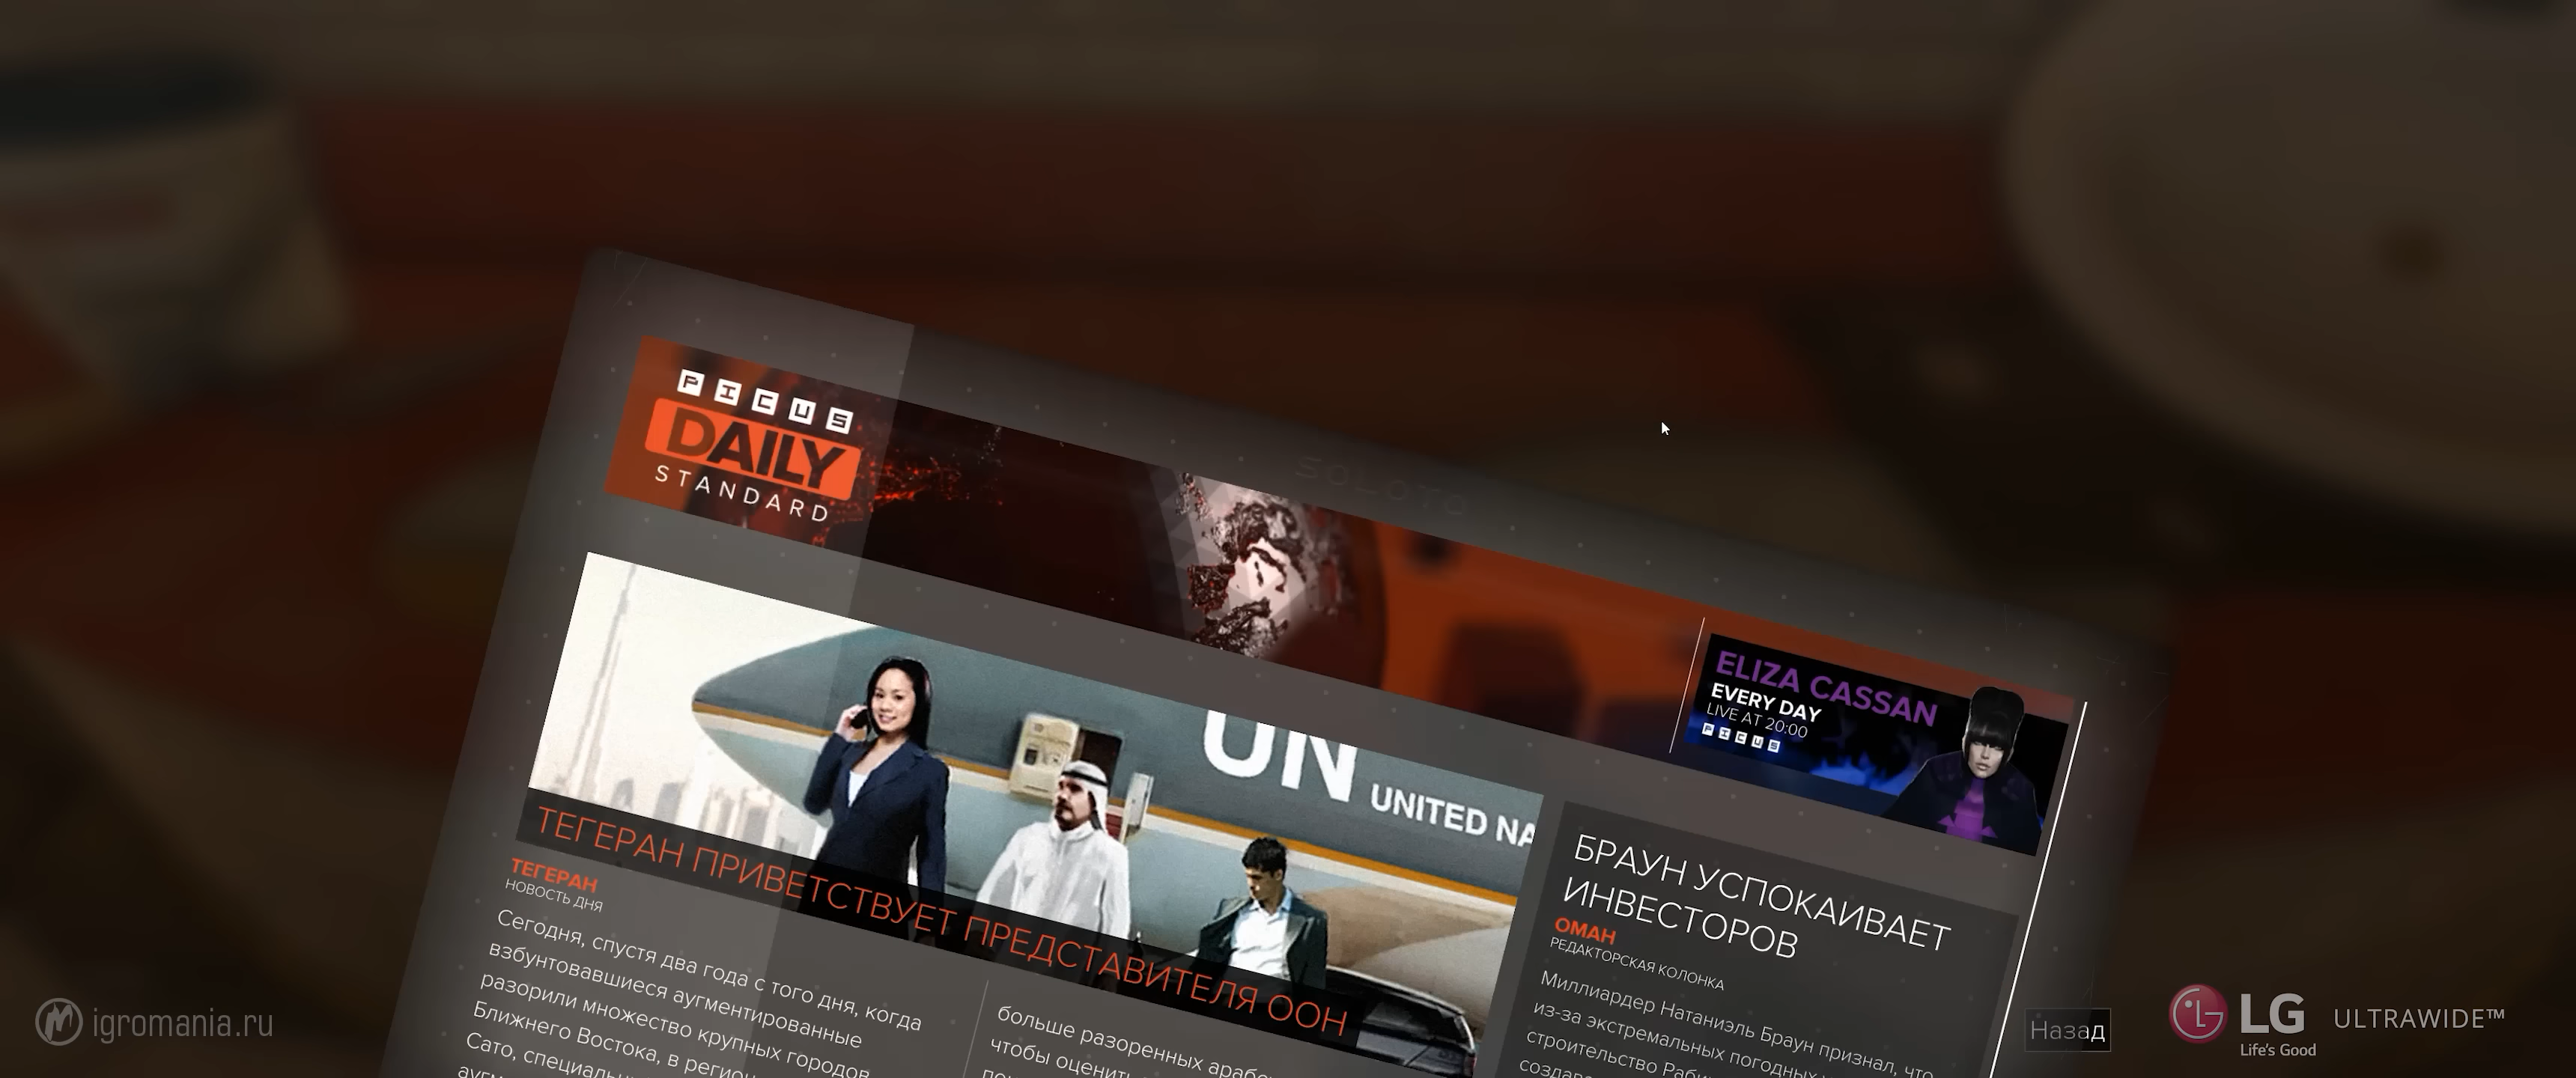 PICUS
DAILY
STANDARD
SOLOTO
ELIZA CASSAN
EVERY DAY
LIVE AT 20:00
PICUS
UN UNITED NA
ТЕГЕРАН ПРИВЕТСТВУЕТ ПРЕДСТАВИТЕЛЯ ООН
ТЕГЕРАН
НОВОСТЬ ДНЯ
Сегодня, спустя два года с того дня, когда
взбунтовавшиеся аугментированные
разорили множество крупных городов
Ближнего Востока, в регион
Сато, специальн
больше разоренных арабс
чтобы оценить
БРАУН УСПОКАИВАЕТ
ИНВЕСТОРОВ
ОМАН
РЕДАКТОРСКАЯ КОЛОНКА
Миллиардер Натаниэль Браун признал, что
из-за экстремальных погодных
строительство Раби
igromania.ru
Назад
LG ULTRAWIDE™
Life's Good